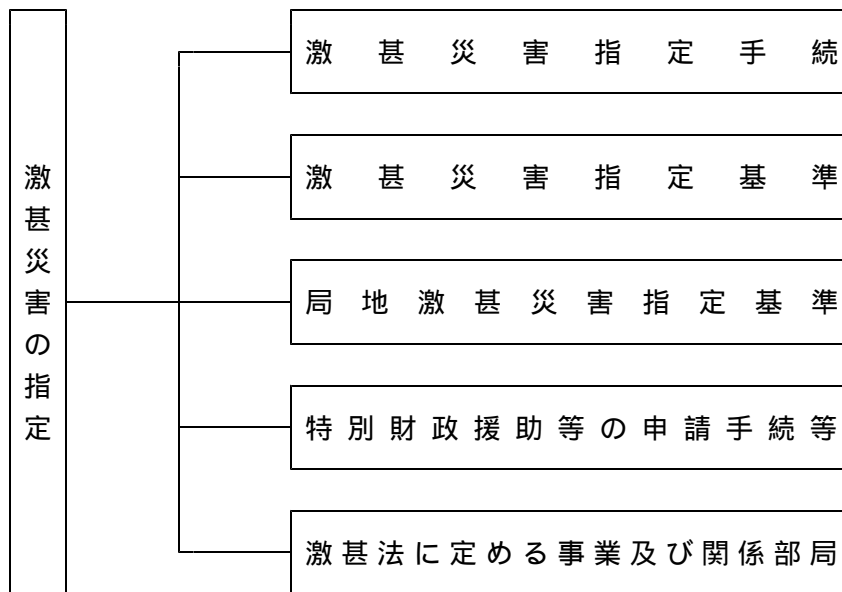 激甚災害の指定
激甚災害指定手続
激甚災害指定基準
局地激甚災害指定基準
特別財政援助等の申請手続等
激甚法に定める事業及び関係部局